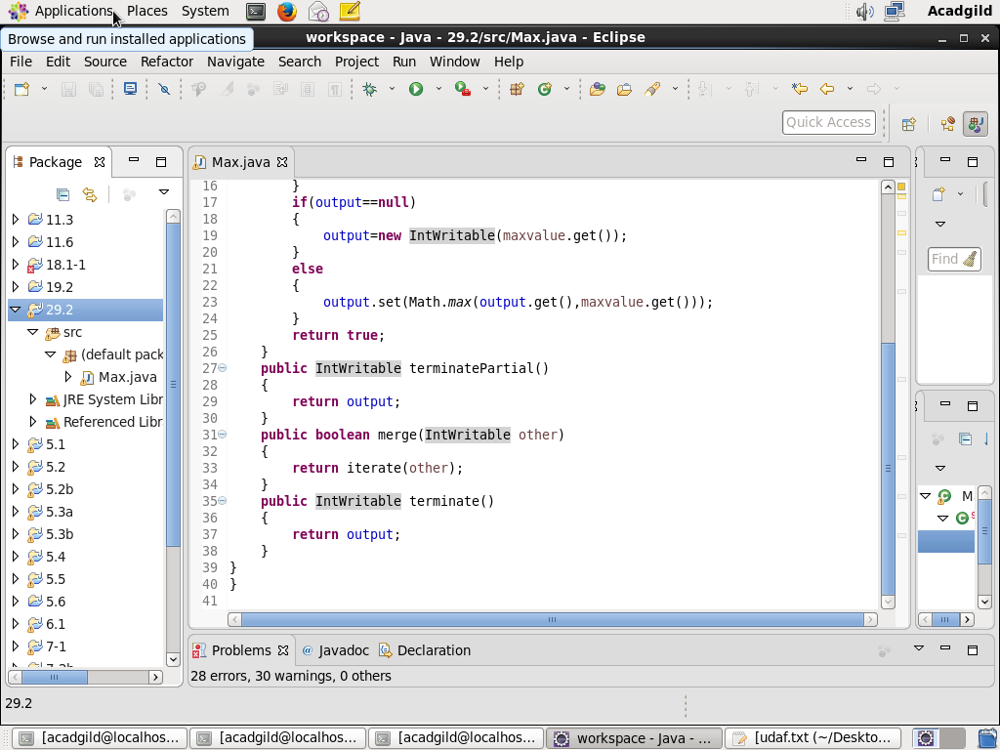 Applications Places System Acadgild
Browse and run installed applications
workspace - Java - 29.2/src/Max.java - Eclipse
File Edit Source Refactor Navigate Search Project Run Window Help
Quick Access
Package
Max.java
11.3
11.6
18.1-1
19.2
29.2
src
(default pack
Max.java
JRE System Libr
Referenced Libr
5.1
5.2
5.2b
5.3a
5.3b
5.4
5.5
5.6
6.1
7-1
16 }
17 if(output==null)
18 {
19 output=new IntWritable(maxvalue.get());
20 }
21 else
22 {
23 output.set(Math.max(output.get(),maxvalue.get()));
24 }
25 return true;
26 }
27 public IntWritable terminatePartial()
28 {
29 return output;
30 }
31 public boolean merge(IntWritable other)
32 {
33 return iterate(other);
34 }
35 public IntWritable terminate()
36 {
37 return output;
38 }
39 }
40 }
41
Find
M
Problems @ Javadoc Declaration
28 errors, 30 warnings, 0 others
29.2
[acadgild@localhos... [acadgild@localhos... [acadgild@localhos... workspace - Java - ... [udaf.txt (~/Deskto...